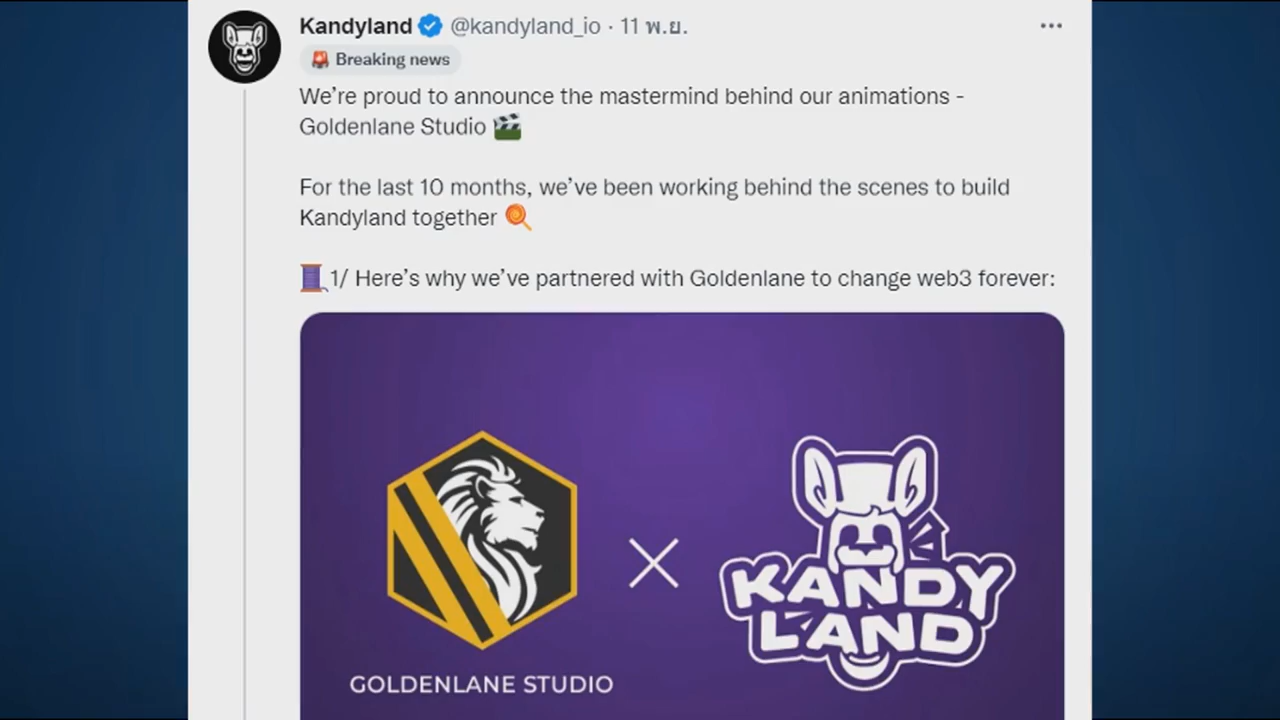 Kandyland @kandyland_io · 11 พ.ย.
🚨 Breaking news
We’re proud to announce the mastermind behind our animations -
Goldenlane Studio 🎬
For the last 10 months, we’ve been working behind the scenes to build
Kandyland together 🍭
🧵1/ Here’s why we’ve partnered with Goldenlane to change web3 forever:
GOLDENLANE STUDIO
KANDY
LAND